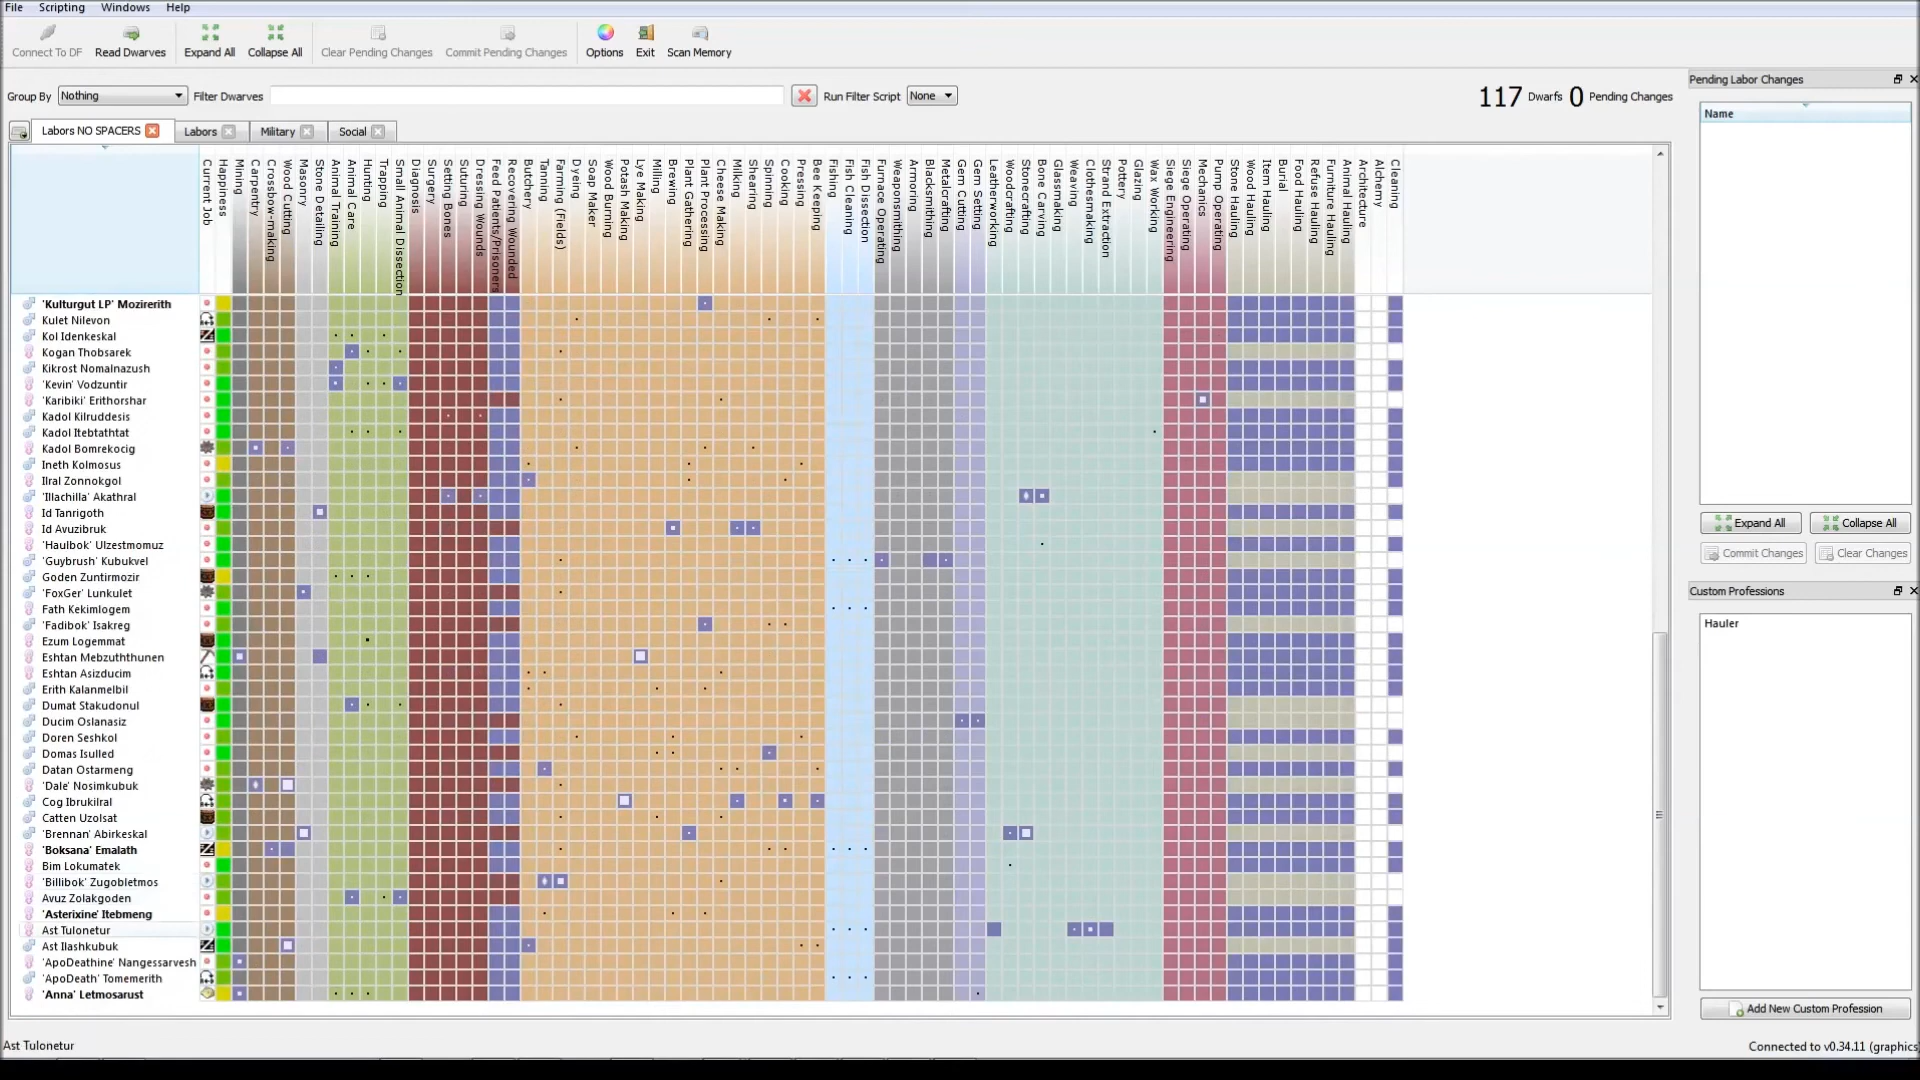 File Scripting Windows Help
Connect To DF Read Dwarves Expand All Collapse All Clear Pending Changes Commit Pending Changes Options Exit Scan Memory
Group By Nothing Filter Dwarves Run Filter Script None 117 Dwarfs 0 Pending Changes
Labors NO SPACERS Labors Military Social
Current Job
Happiness
Mining
Carpentry
Crossbow-making
Wood Cutting
Masonry
Stone Detailing
Animal Training
Animal Care
Hunting
Trapping
Small Animal Dissection
Diagnosis
Surgery
Setting Bones
Suturing
Dressing Wounds
Feed Patients/Prisoners
Recovering Wounded
Butchery
Tanning
Farming (Fields)
Dyeing
Soap Maker
Wood Burning
Potash Making
Lye Making
Milling
Brewing
Plant Gathering
Plant Processing
Cheese Making
Milking
Shearing
Spinning
Cooking
Pressing
Bee Keeping
Fishing
Fish Cleaning
Fish Dissection
Furnace Operating
Weaponsmithing
Armoring
Blacksmithing
Metalcrafting
Gem Cutting
Gem Setting
Leatherworking
Woodcrafting
Stonecrafting
Bone Carving
Glassmaking
Weaving
Clothesmaking
Strand Extraction
Pottery
Glazing
Wax Working
Siege Engineering
Siege Operating
Mechanics
Pump Operating
Stone Hauling
Wood Hauling
Item Hauling
Burial
Food Hauling
Refuse Hauling
Furniture Hauling
Animal Hauling
Architecture
Alchemy
Cleaning
'Kulturgut LP' Mozirerith
Kulet Nilevon
Kol Idenkeskal
Kogan Thobsarek
Kikrost Nomalnazush
'Kevin' Vodzuntir
'Karibiki' Erithorshar
Kadol Kilruddesis
Kadol Itebtathtat
Kadol Bomrekocig
Ineth Kolmosus
Ilral Zonnokgol
'Illachilla' Akathral
Id Tanrigoth
Id Avuzibruk
'Haulbok' Ulzestmomuz
'Guybrush' Kubukvel
Goden Zuntirmozir
'FoxGer' Lunkulet
Fath Kekimlogem
'Fadibok' Isakreg
Ezum Logemmat
Eshtan Mebzuththunen
Eshtan Asizducim
Erith Kalanmelbil
Dumat Stakudonul
Ducim Oslanasiz
Doren Seshkol
Domas Isulled
Datan Ostarmeng
'Dale' Nosimkubuk
Cog Ibrukilral
Catten Uzolsat
'Brennan' Abirkeskal
'Boksana' Emalath
Bim Lokumatek
'Billibok' Zugobletmos
Avuz Zolakgoden
'Asterixine' Itebmeng
Ast Tulonetur
Ast Ilashkubuk
'ApoDeathine' Nangessarvesh
'ApoDeath' Tomemerith
'Anna' Letmosarust
Pending Labor Changes
Name
Expand All Collapse All
Commit Changes Clear Changes
Custom Professions
Hauler
Add New Custom Profession
Ast Tulonetur Connected to v0.34.11 (graphics